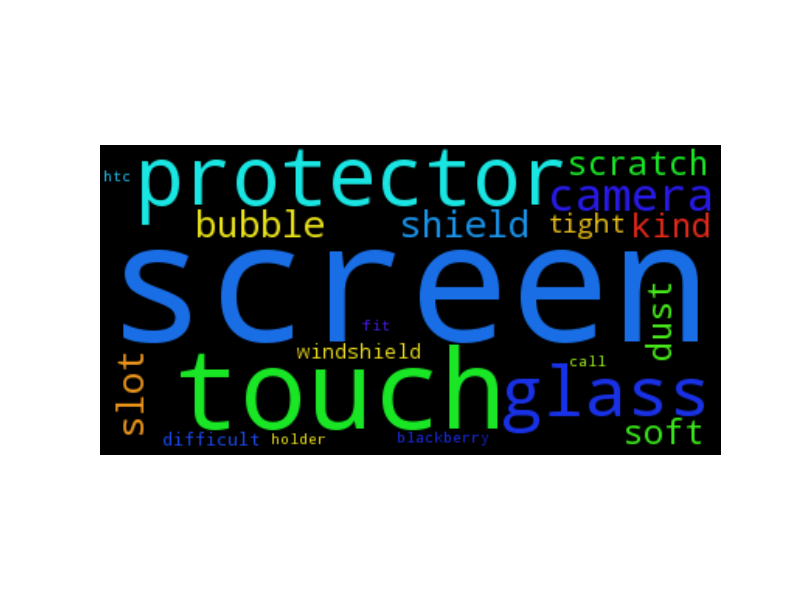 htc protector scratch
camera
bubble shield tight kind
screen
dust
fit
windshield
call
slot touch glass
soft
difficult holder blackberry